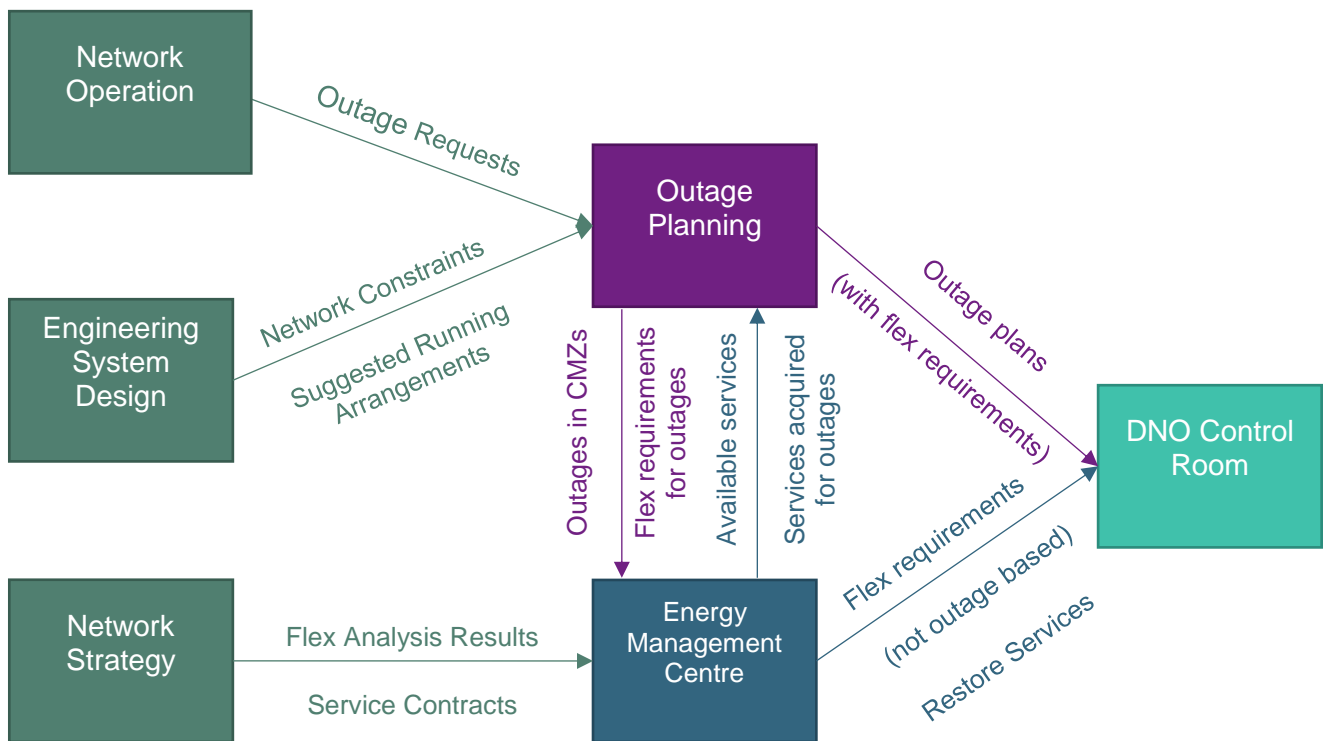 Network
Operation
Outage Requests
Outage
Planning
Network Constraints
Suggested Running
Arrangements
Engineering
System
Design
Outages in CMZs
Flex requirements
for outages
Available services
Services acquired
for outages
Outage plans
(with flex requirements)
DNO Control
Room
Network
Strategy
Flex Analysis Results
Service Contracts
Energy
Management
Centre
Flex requirements
(not outage based)
Restore Services